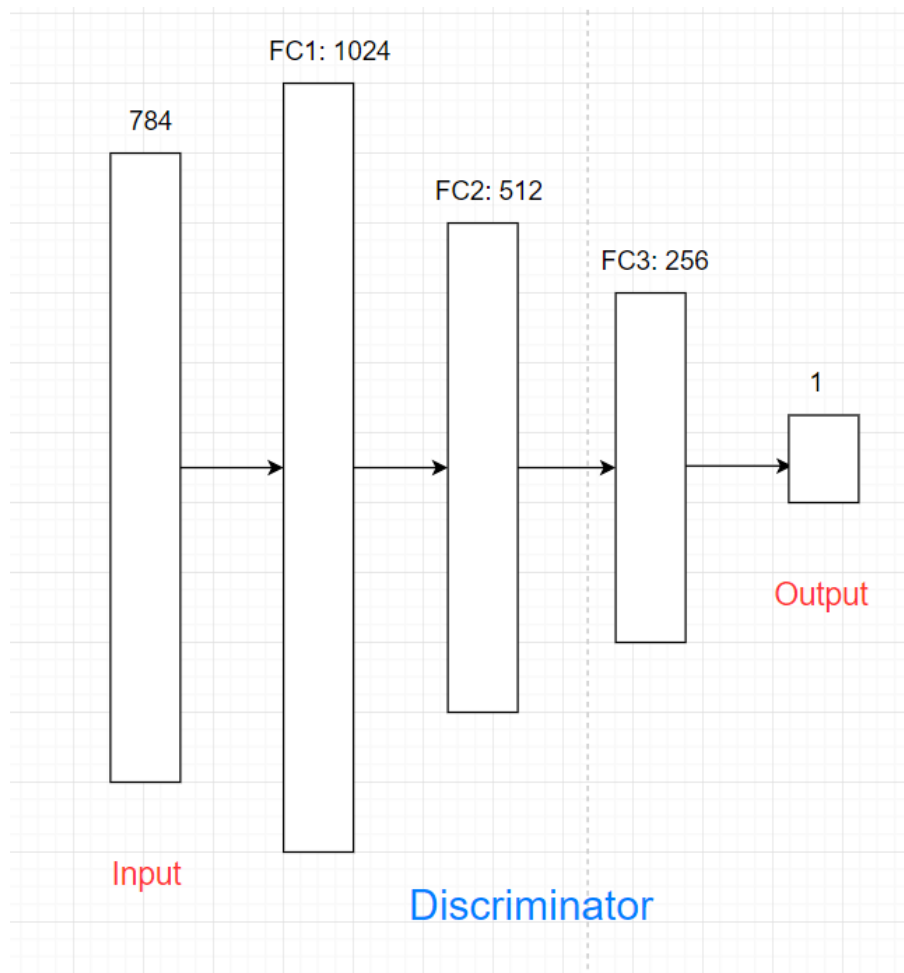 FC1: 1024
784
FC2: 512
FC3: 256
1
Output
Input
Discriminator